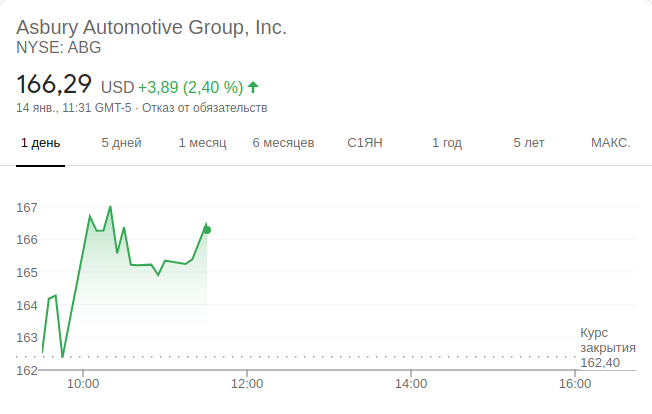 Asbury Automotive Group, Inc.
NYSE: ABG
166,29 USD +3,89 (2,40 %)
14 янв., 11:31 GMT-5 · Отказ от обязательств
1 день 5 дней 1 месяц 6 месяцев С1ЯН 1 год 5 лет МАКС.
167
166
165
164
163
162
Курс
закрытия
162,40
10:00 12:00 14:00 16:00